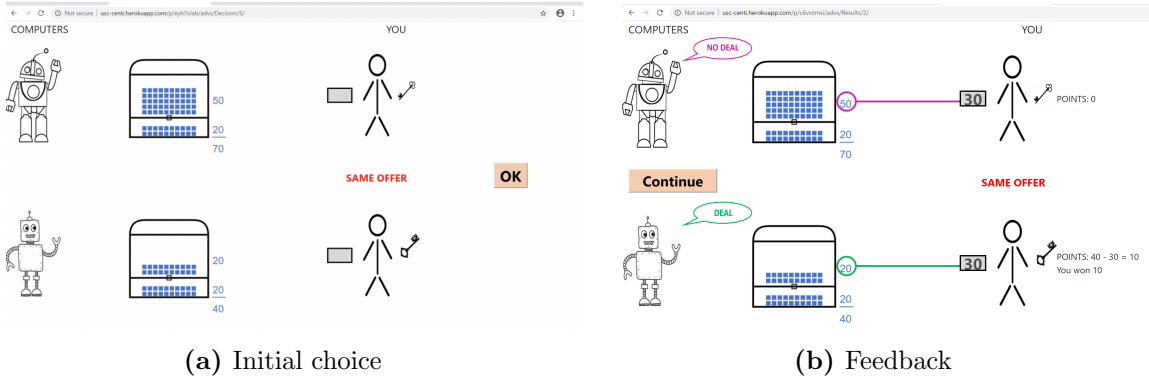 Not secure | usc-centi.herokuapp.com/p/eyh7olab/advs/Decision/5/
COMPUTERS YOU
50
20
70
SAME OFFER
OK
20
20
40
(a) Initial choice
Not secure | usc-centi.herokuapp.com/p/c6vvzmsi/advs/Results/2/
COMPUTERS YOU
NO DEAL
50
30
POINTS: 0
20
70
SAME OFFER
Continue
DEAL
20
30
POINTS: 40 - 30 = 10
You won 10
20
40
(b) Feedback